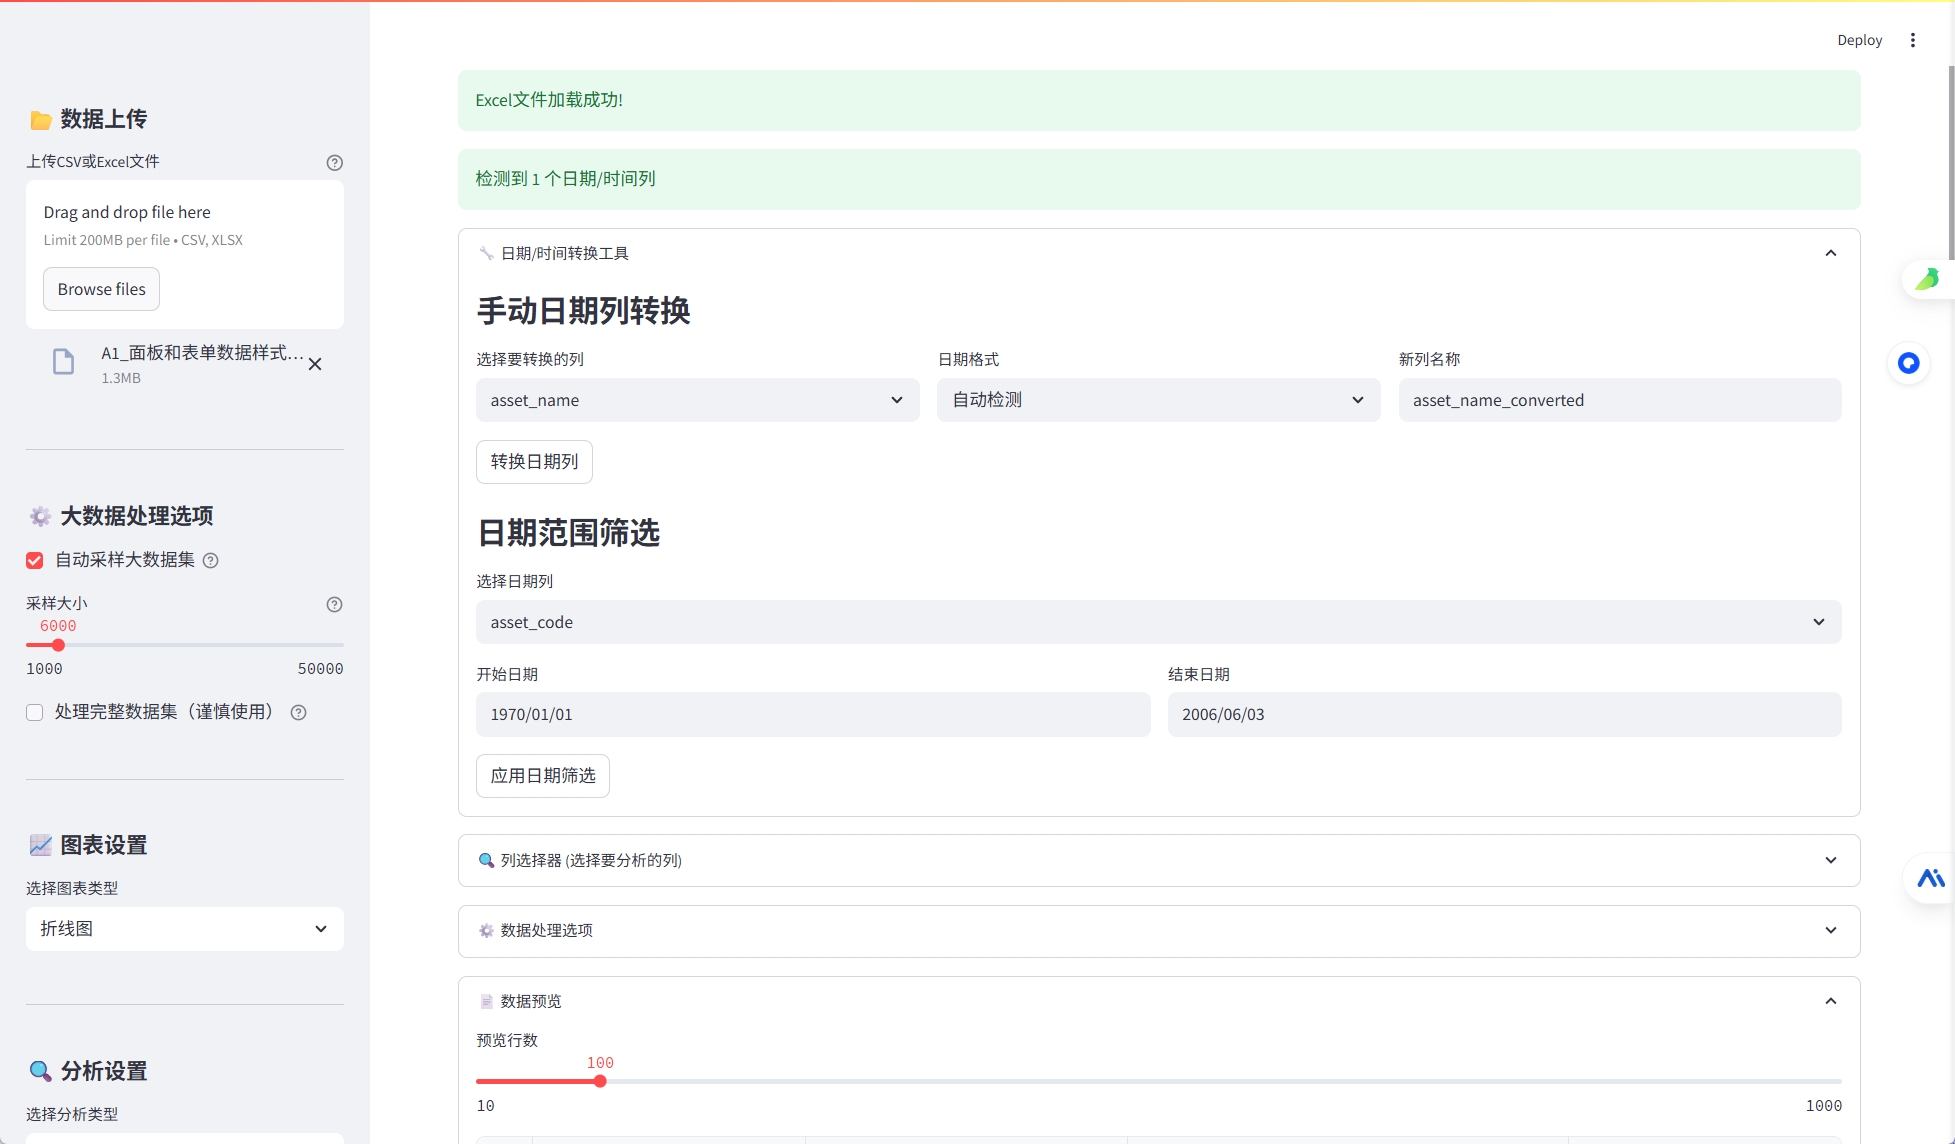 Deploy
数据上传
上传CSV或Excel文件
Drag and drop file here
Limit 200MB per file • CSV, XLSX
Browse files
A1_面板和表单数据样式...
1.3MB
大数据处理选项
自动采样大数据集
采样大小
6000
1000
50000
处理完整数据集（谨慎使用）
图表设置
选择图表类型
折线图
分析设置
选择分析类型
Excel文件加载成功!
检测到 1 个日期/时间列
日期/时间转换工具
手动日期列转换
选择要转换的列
日期格式
新列名称
asset_name
自动检测
asset_name_converted
转换日期列
日期范围筛选
选择日期列
asset_code
开始日期
结束日期
1970/01/01
2006/06/03
应用日期筛选
列选择器 (选择要分析的列)
数据处理选项
数据预览
预览行数
100
10
1000